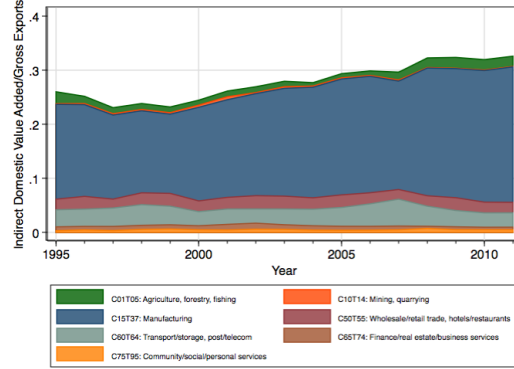 Indirect Domestic Value Added/Gross Exports
.4
.3
.2
.1
0
1995
2000
2005
2010
Year
C01T05: Agriculture, forestry, fishing
C10T14: Mining, quarrying
C15T37: Manufacturing
C50T55: Wholesale/retail trade, hotels/restaurants
C60T64: Transport/storage, post/telecom
C65T74: Finance/real estate/business services
C75T95: Community/social/personal services